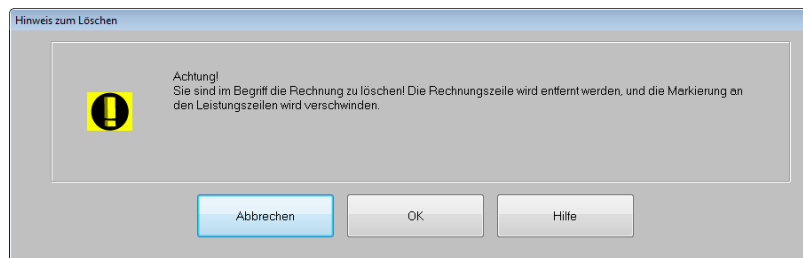 Hinweis zum Löschen
Achtung!
Sie sind im Begriff die Rechnung zu löschen! Die Rechnungszeile wird entfernt werden, und die Markierung an
den Leistungszeilen wird verschwinden.
Abbrechen
OK
Hilfe